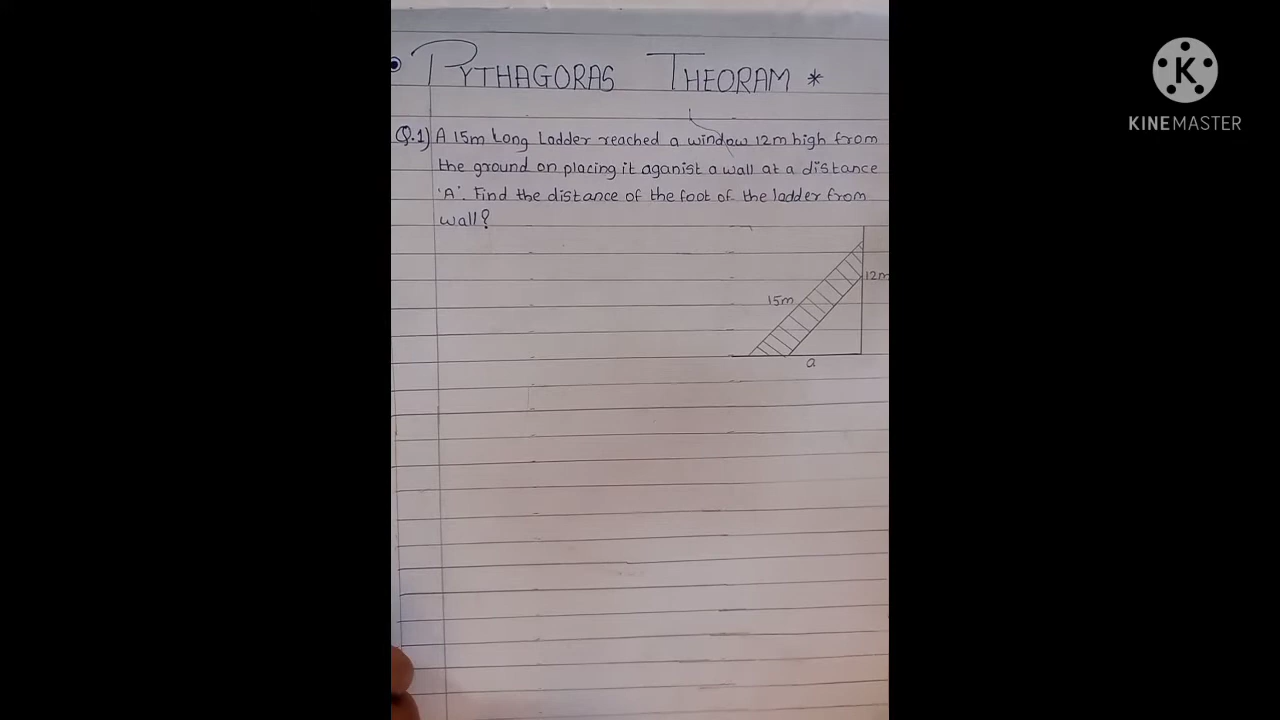 PYTHAGORAS THEORAM *
Q.1) A 15m Long Ladder reached a window 12m high from
the ground on placing it aganist a wall at a distance
'A'. Find the distance of the foot of the ladder from
wall?
12m
15m
a
K
KINEMASTER